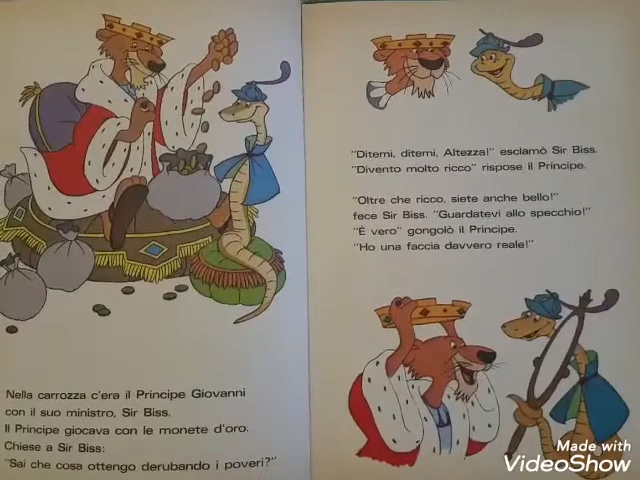 Nella carrozza c'era il Principe Giovanni
con il suo ministro, Sir Biss.
Il Principe giocava con le monete d'oro.
Chiese a Sir Biss:
"Sai che cosa ottengo derubando i poveri?"
"Ditemi, ditemi, Altezza!" esclamò Sir Biss.
"Divento molto ricco" rispose il Principe.
"Oltre che ricco, siete anche bello!"
fece Sir Biss. "Guardatevi allo specchio!"
"È vero" gongolò il Principe.
"Ho una faccia davvero reale!"
Made with
VideoShow